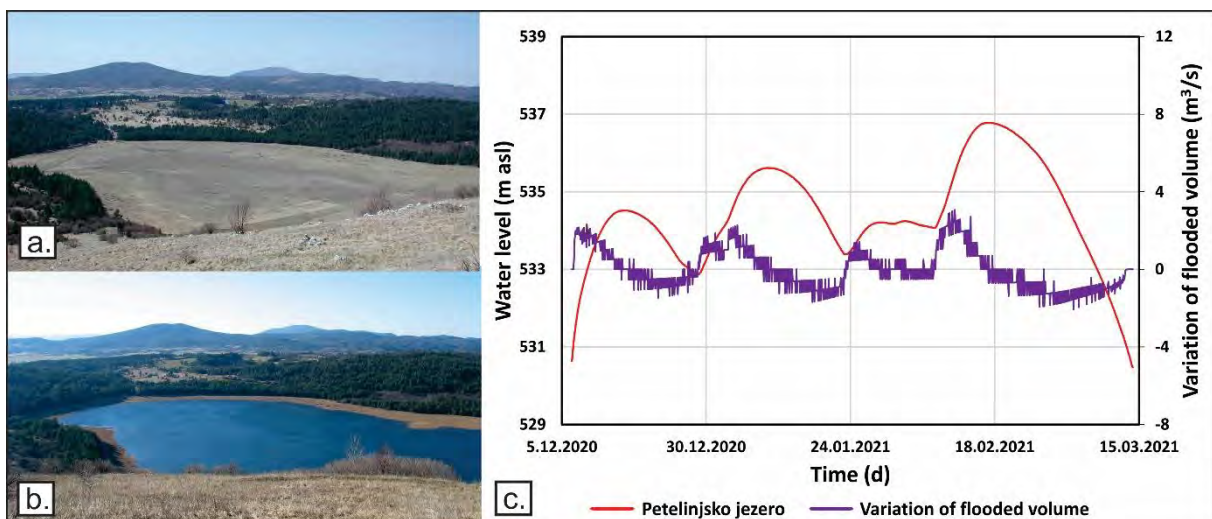 a.
b.
c.
539
537
535
533
531
529
Water level (m asl)
12
8
4
0
-4
-8
Variation of flooded volume (m³/s)
5.12.2020 30.12.2020 24.01.2021 18.02.2021 15.03.2021
Time (d)
Petelinjsko jezero Variation of flooded volume